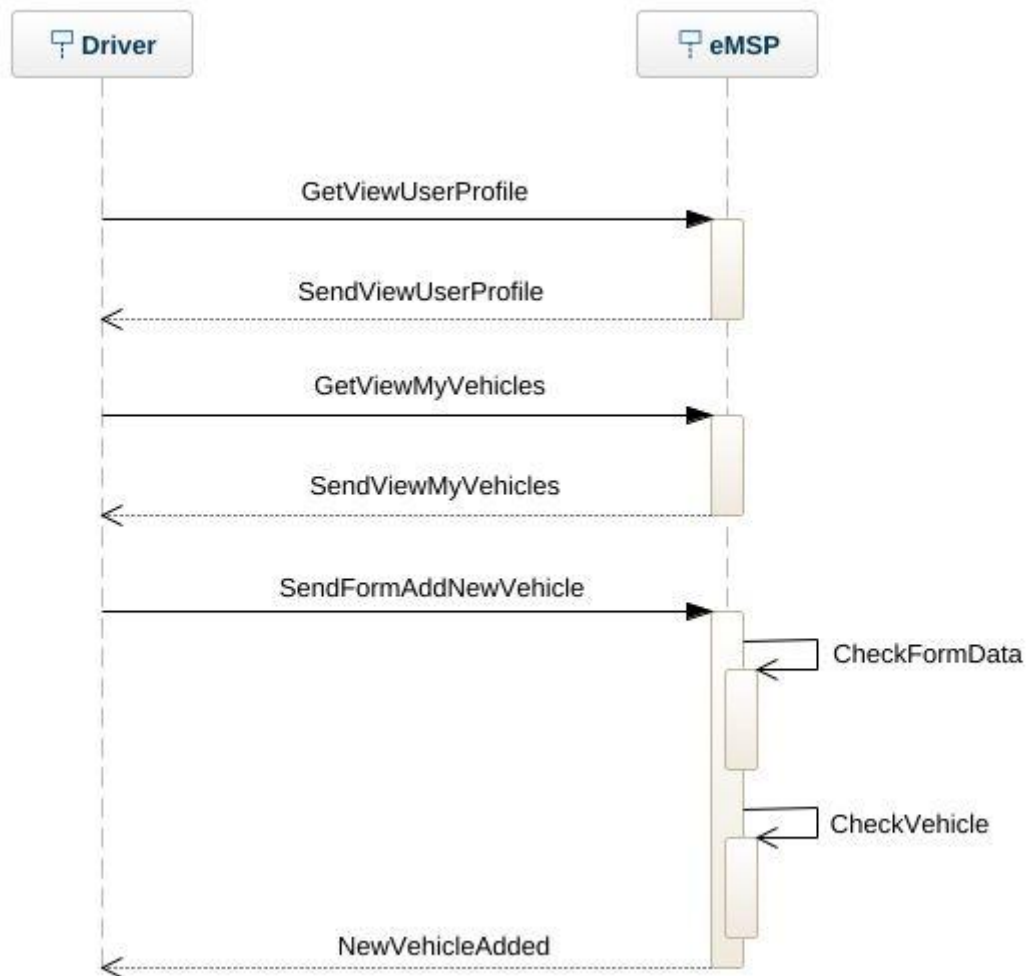 Driver
eMSP
GetViewUserProfile
SendViewUserProfile
GetViewMyVehicles
SendViewMyVehicles
SendFormAddNewVehicle
CheckFormData
CheckVehicle
NewVehicleAdded